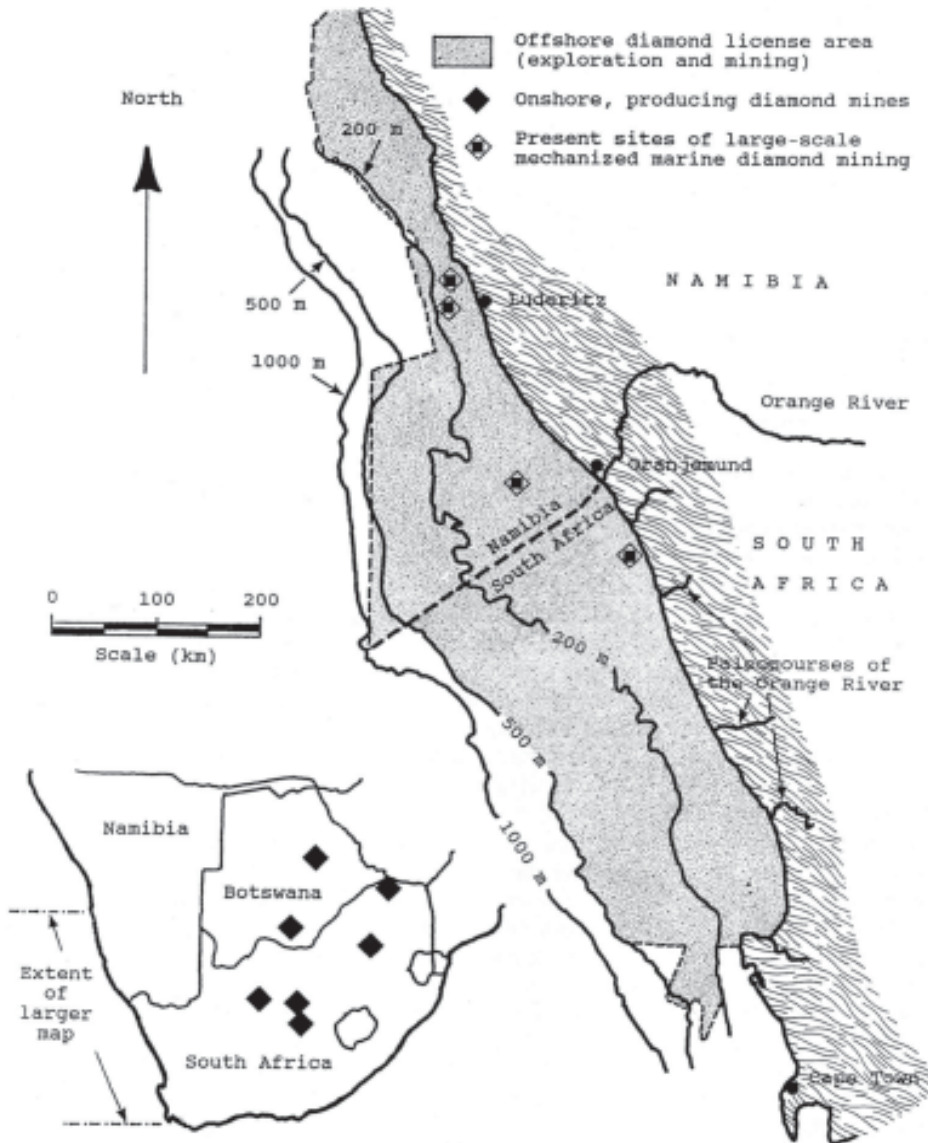 Offshore diamond license area
(exploration and mining)
North
Onshore, producing diamond mines
200 m
Present sites of large-scale
mechanized marine diamond mining
NAMIBIA
500 m
Luderitz
1000 m
Orange River
Oranjemund
Namibia
South Africa
SOUTH
AFRICA
0 100 200
Scale (km)
200 m
Paleocourses of
the Orange River
500 m
1000 m
Namibia
Botswana
Extent
of
larger
map
South Africa
Cape Town